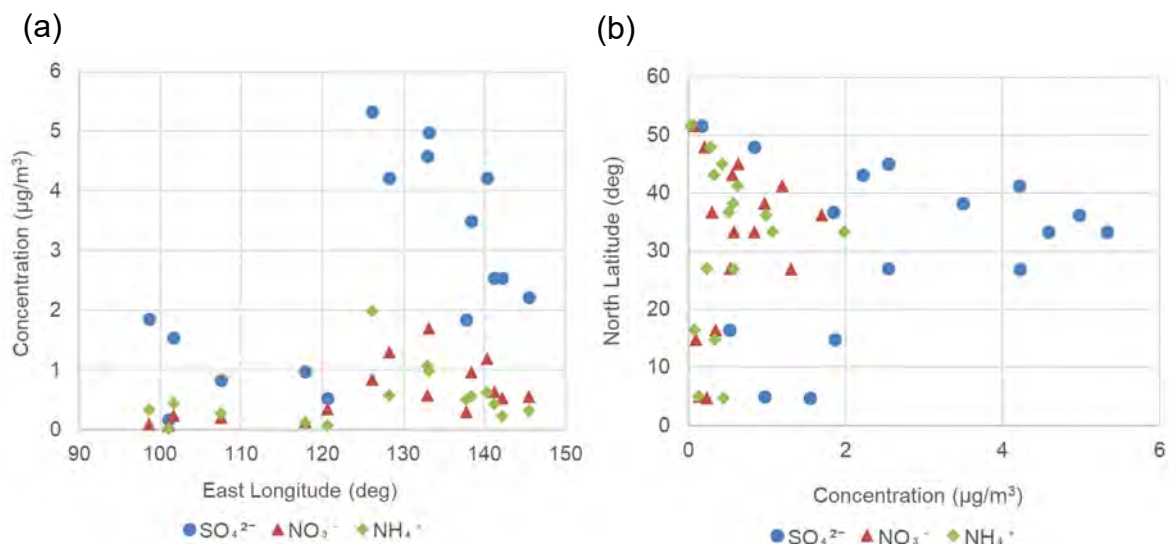 (a)
6
5
4
3
2
1
0
Concentration (µg/m³)
90 100 110 120 130 140 150
East Longitude (deg)
SO₄²⁻ NO₃⁻ NH₄⁺
(b)
60
50
40
30
20
10
0
North Latitude (deg)
0 2 4 6
Concentration (µg/m³)
SO₄²⁻ NO₃⁻ NH₄⁺